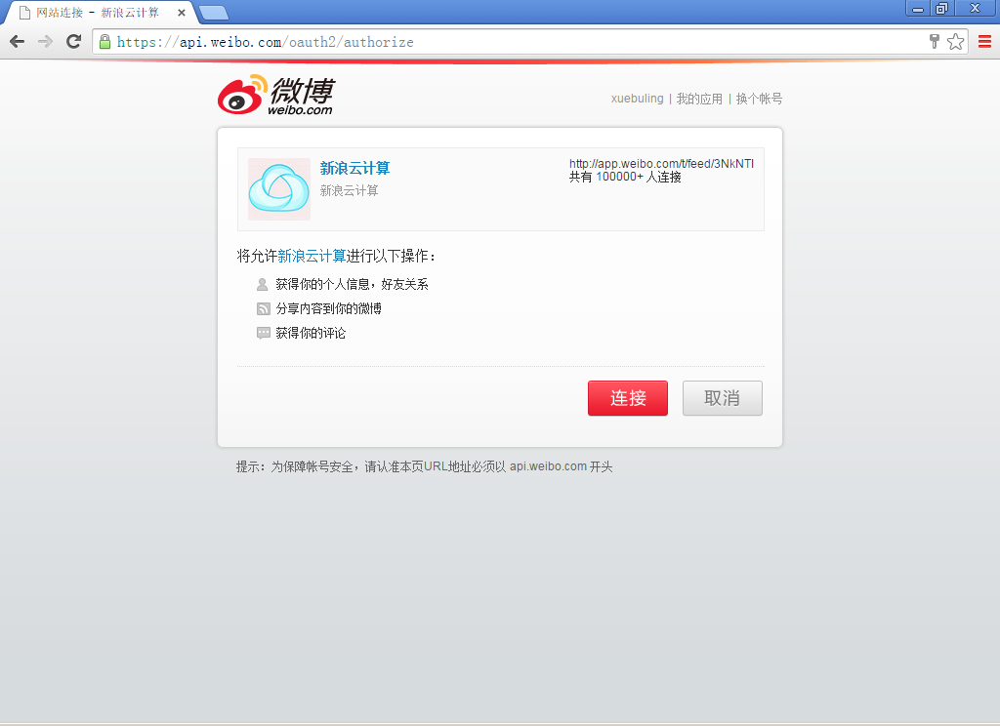 网站连接 - 新浪云计算
https://api.weibo.com/oauth2/authorize
微博
weibo.com
xuebuling | 我的应用 | 换个帐号
新浪云计算
新浪云计算
http://app.weibo.com/t/feed/3NkNTI
共有 100000+ 人连接
将允许新浪云计算进行以下操作：
获得你的个人信息，好友关系
分享内容到你的微博
获得你的评论
连接
取消
提示：为保障帐号安全，请认准本页URL地址必须以 api.weibo.com 开头